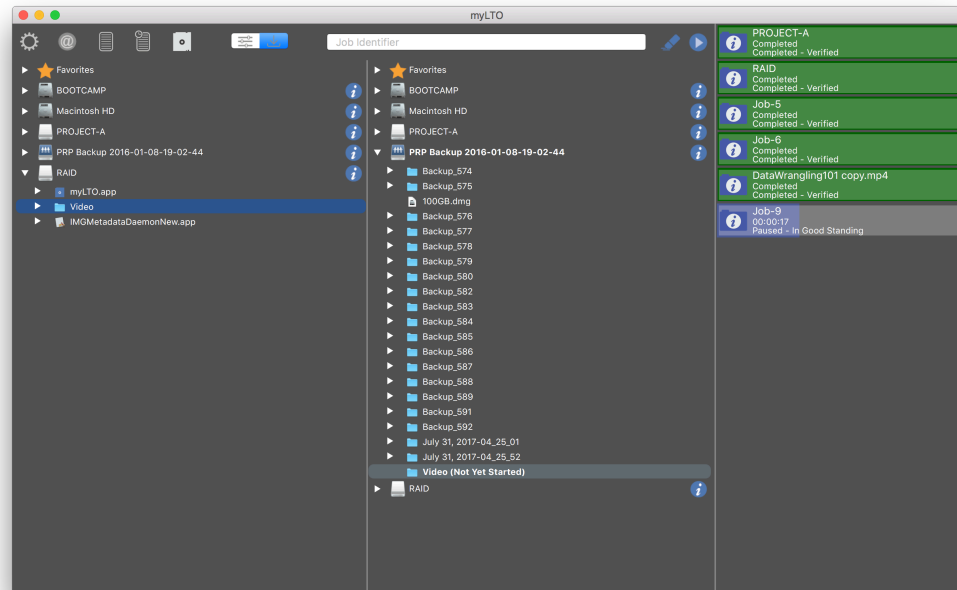 myLTO
Job Identifier
Favorites
BOOTCAMP
Macintosh HD
PROJECT-A
PRP Backup 2016-01-08-19-02-44
RAID
myLTO.app
Video
IMGMetadataDaemonNew.app
Favorites
BOOTCAMP
Macintosh HD
PROJECT-A
PRP Backup 2016-01-08-19-02-44
Backup_574
Backup_575
100GB.dmg
Backup_576
Backup_577
Backup_578
Backup_579
Backup_580
Backup_582
Backup_583
Backup_584
Backup_585
Backup_586
Backup_587
Backup_588
Backup_589
Backup_591
Backup_592
July 31, 2017-04_25_01
July 31, 2017-04_25_52
Video (Not Yet Started)
RAID
PROJECT-A
Completed
Completed - Verified
RAID
Completed
Completed - Verified
Job-5
Completed
Completed - Verified
Job-6
Completed
Completed - Verified
DataWrangling101 copy.mp4
Completed
Completed - Verified
Job-9
00:00:17
Paused - In Good Standing